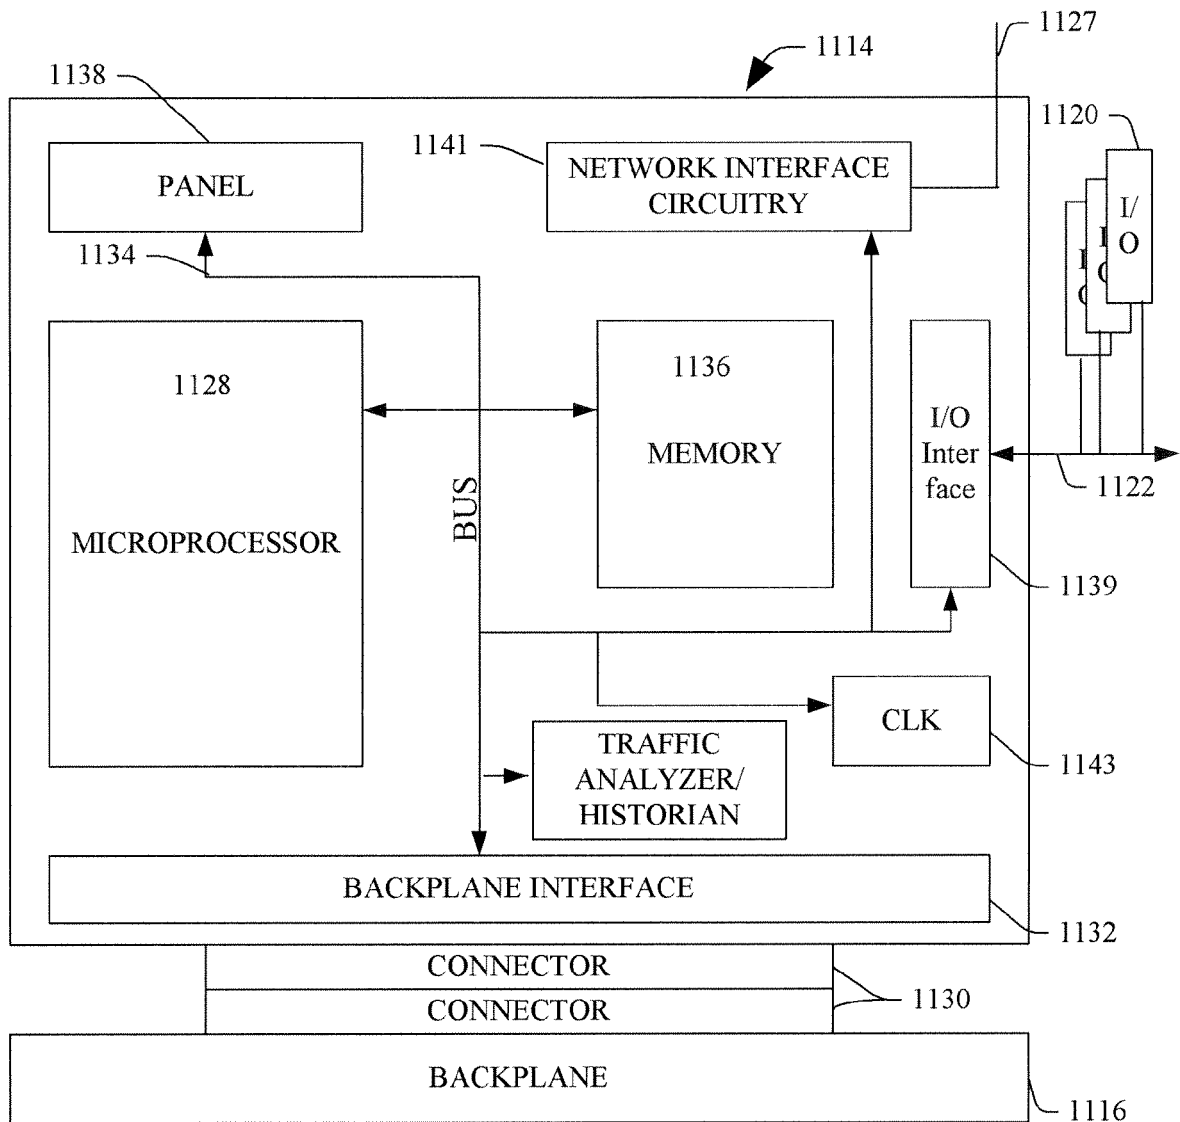 1127
1114
1138
1120
1141
PANEL
NETWORK INTERFACE
CIRCUITRY
I/
O
I
O
I
O
1134
1128
1136
I/O
Inter
face
MEMORY
BUS
1122
MICROPROCESSOR
1139
CLK
TRAFFIC
ANALYZER/
HISTORIAN
1143
BACKPLANE INTERFACE
1132
CONNECTOR
CONNECTOR
1130
BACKPLANE
1116